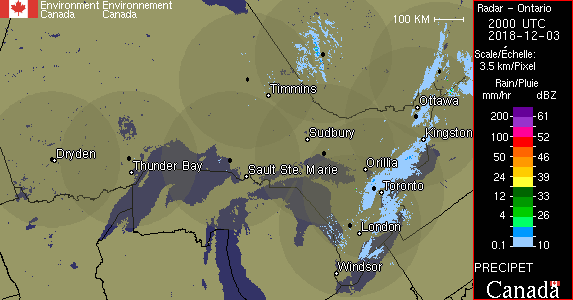 Environment Environnement
Canada Canada
100 KM
Timmins
Ottawa
Sudbury
Kingston
Dryden
Thunder Bay
Sault Ste. Marie
Orillia
Toronto
London
Windsor
Radar - Ontario
2000 UTC
2018-12-03
Scale/Échelle:
3.5 km/Pixel
Rain/Pluie
mm/hr dBZ
200 61
100 52
50 46
24 39
12 33
4 26
1 20
0.1 10
PRECIPET
Canada